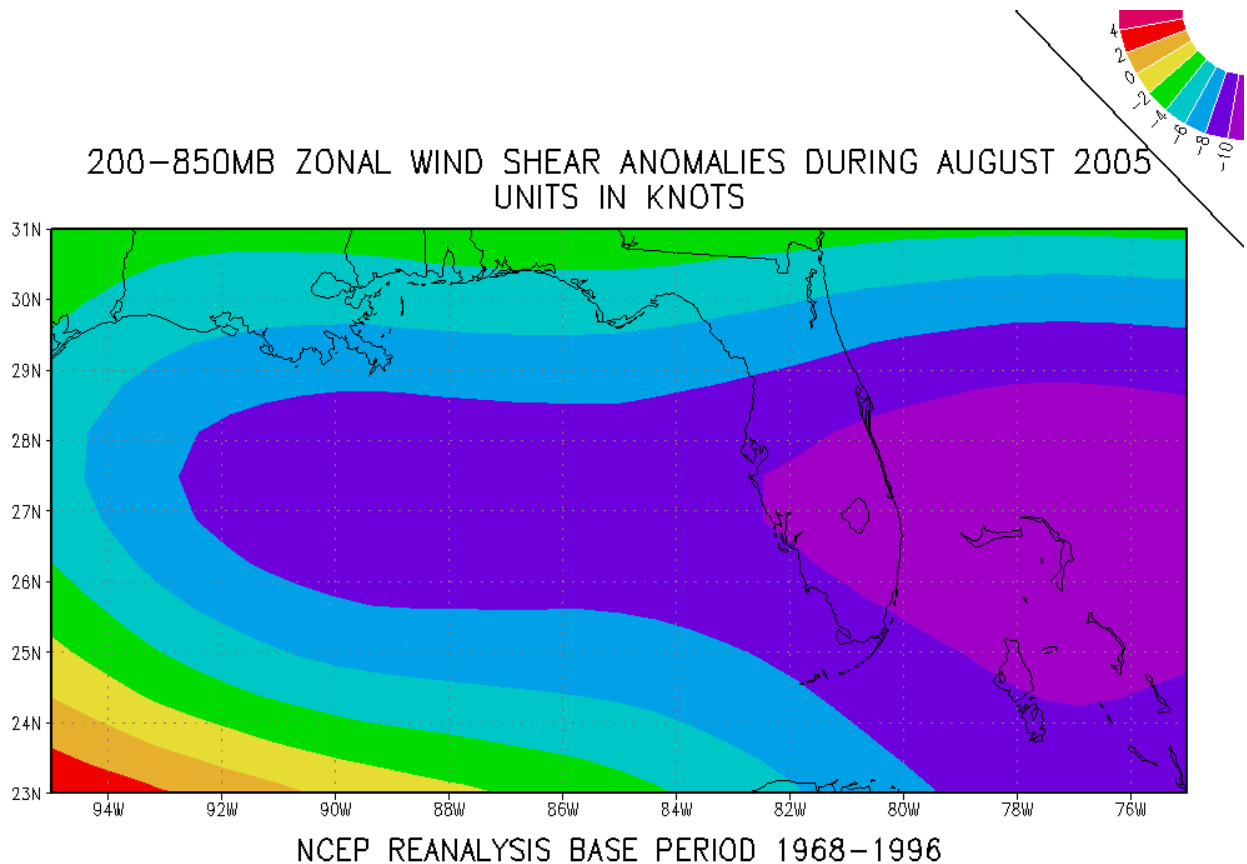 4
2
0
-2
-4
-6
-8
-10
200-850MB ZONAL WIND SHEAR ANOMALIES DURING AUGUST 2005
UNITS IN KNOTS
31N
30N
29N
28N
27N
26N
25N
24N
23N
94W 92W 90W 88W 86W 84W 82W 80W 78W 76W
NCEP REANALYSIS BASE PERIOD 1968-1996